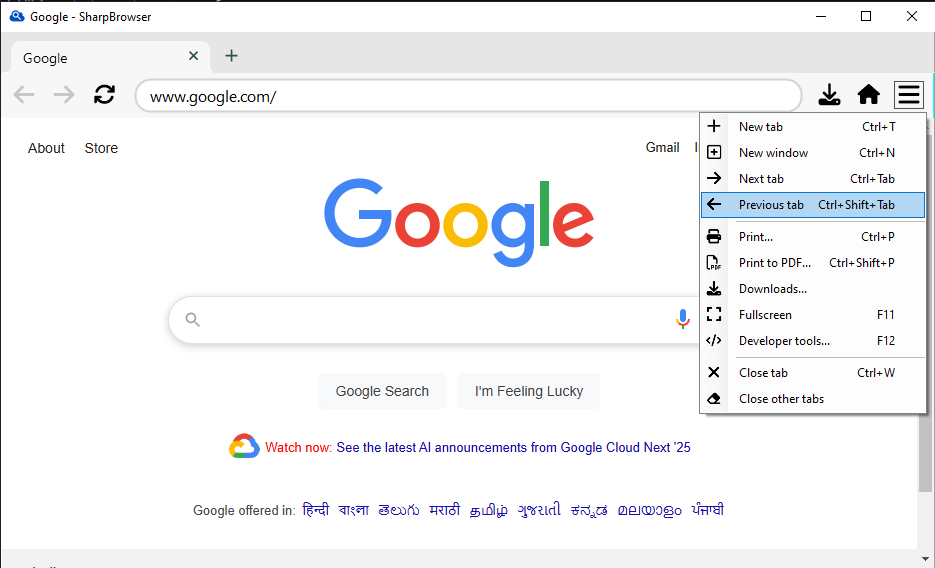 Google - SharpBrowser
Google
www.google.com/
About Store Gmail
Google
Google Search I'm Feeling Lucky
Watch now: See the latest AI announcements from Google Cloud Next '25
Google offered in: हिन्दी বাংলা తెలుగు मराठी தமிழ் ગુજરાતી ಕನ್ನಡ മലയാളം ਪੰਜਾਬੀ
New tab Ctrl+T
New window Ctrl+N
Next tab Ctrl+Tab
Previous tab Ctrl+Shift+Tab
Print... Ctrl+P
Print to PDF... Ctrl+Shift+P
Downloads...
Fullscreen F11
Developer tools... F12
Close tab Ctrl+W
Close other tabs